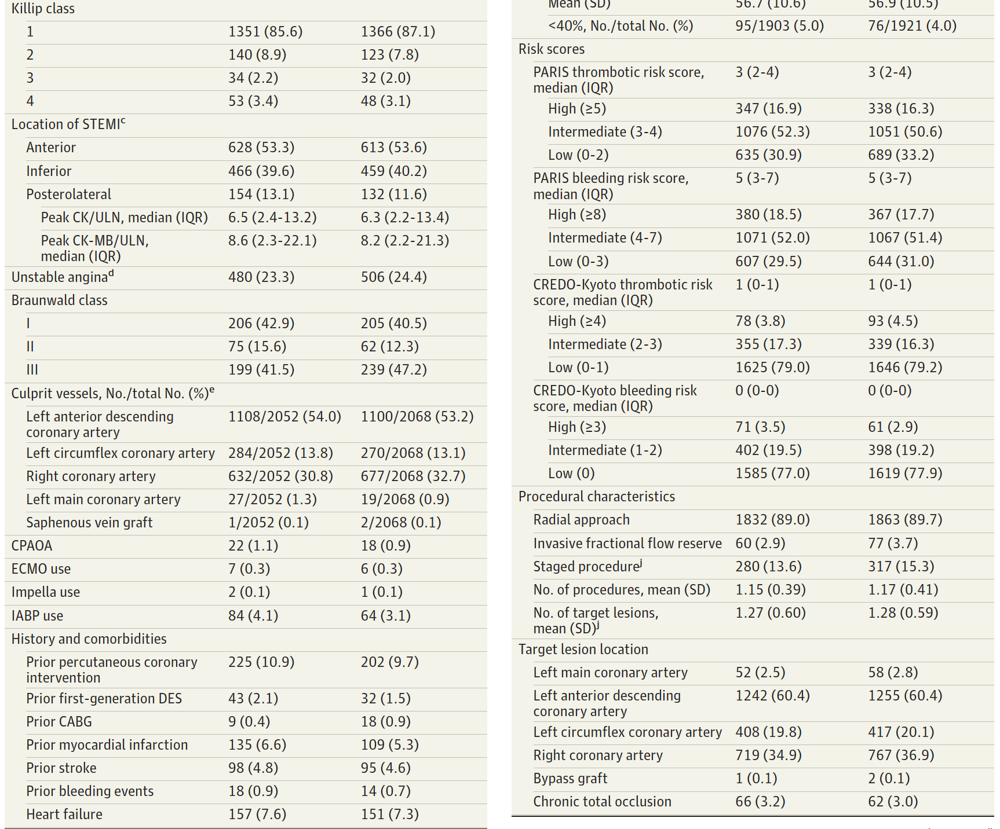 Killip class
1 1351 (85.6) 1366 (87.1)
2 140 (8.9) 123 (7.8)
3 34 (2.2) 32 (2.0)
4 53 (3.4) 48 (3.1)
Location of STEMIc
Anterior 628 (53.3) 613 (53.6)
Inferior 466 (39.6) 459 (40.2)
Posterolateral 154 (13.1) 132 (11.6)
Peak CK/ULN, median (IQR) 6.5 (2.4-13.2) 6.3 (2.2-13.4)
Peak CK-MB/ULN, 8.6 (2.3-22.1) 8.2 (2.2-21.3)
median (IQR)
Unstable anginad 480 (23.3) 506 (24.4)
Braunwald class
I 206 (42.9) 205 (40.5)
II 75 (15.6) 62 (12.3)
III 199 (41.5) 239 (47.2)
Culprit vessels, No./total No. (%)e
Left anterior descending 1108/2052 (54.0) 1100/2068 (53.2)
coronary artery
Left circumflex coronary artery 284/2052 (13.8) 270/2068 (13.1)
Right coronary artery 632/2052 (30.8) 677/2068 (32.7)
Left main coronary artery 27/2052 (1.3) 19/2068 (0.9)
Saphenous vein graft 1/2052 (0.1) 2/2068 (0.1)
CPAOA 22 (1.1) 18 (0.9)
ECMO use 7 (0.3) 6 (0.3)
Impella use 2 (0.1) 1 (0.1)
IABP use 84 (4.1) 64 (3.1)
History and comorbidities
Prior percutaneous coronary 225 (10.9) 202 (9.7)
intervention
Prior first-generation DES 43 (2.1) 32 (1.5)
Prior CABG 9 (0.4) 18 (0.9)
Prior myocardial infarction 135 (6.6) 109 (5.3)
Prior stroke 98 (4.8) 95 (4.6)
Prior bleeding events 18 (0.9) 14 (0.7)
Heart failure 157 (7.6) 151 (7.3)
Mean (SD) 56.7 (10.6) 56.9 (10.5)
<40%, No./total No. (%) 95/1903 (5.0) 76/1921 (4.0)
Risk scores
PARIS thrombotic risk score, 3 (2-4) 3 (2-4)
median (IQR)
High (≥5) 347 (16.9) 338 (16.3)
Intermediate (3-4) 1076 (52.3) 1051 (50.6)
Low (0-2) 635 (30.9) 689 (33.2)
PARIS bleeding risk score, 5 (3-7) 5 (3-7)
median (IQR)
High (≥8) 380 (18.5) 367 (17.7)
Intermediate (4-7) 1071 (52.0) 1067 (51.4)
Low (0-3) 607 (29.5) 644 (31.0)
CREDO-Kyoto thrombotic risk 1 (0-1) 1 (0-1)
score, median (IQR)
High (≥4) 78 (3.8) 93 (4.5)
Intermediate (2-3) 355 (17.3) 339 (16.3)
Low (0-1) 1625 (79.0) 1646 (79.2)
CREDO-Kyoto bleeding risk 0 (0-0) 0 (0-0)
score, median (IQR)
High (≥3) 71 (3.5) 61 (2.9)
Intermediate (1-2) 402 (19.5) 398 (19.2)
Low (0) 1585 (77.0) 1619 (77.9)
Procedural characteristics
Radial approach 1832 (89.0) 1863 (89.7)
Invasive fractional flow reserve 60 (2.9) 77 (3.7)
Staged procedurej 280 (13.6) 317 (15.3)
No. of procedures, mean (SD) 1.15 (0.39) 1.17 (0.41)
No. of target lesions, 1.27 (0.60) 1.28 (0.59)
mean (SD)j
Target lesion location
Left main coronary artery 52 (2.5) 58 (2.8)
Left anterior descending 1242 (60.4) 1255 (60.4)
coronary artery
Left circumflex coronary artery 408 (19.8) 417 (20.1)
Right coronary artery 719 (34.9) 767 (36.9)
Bypass graft 1 (0.1) 2 (0.1)
Chronic total occlusion 66 (3.2) 62 (3.0)